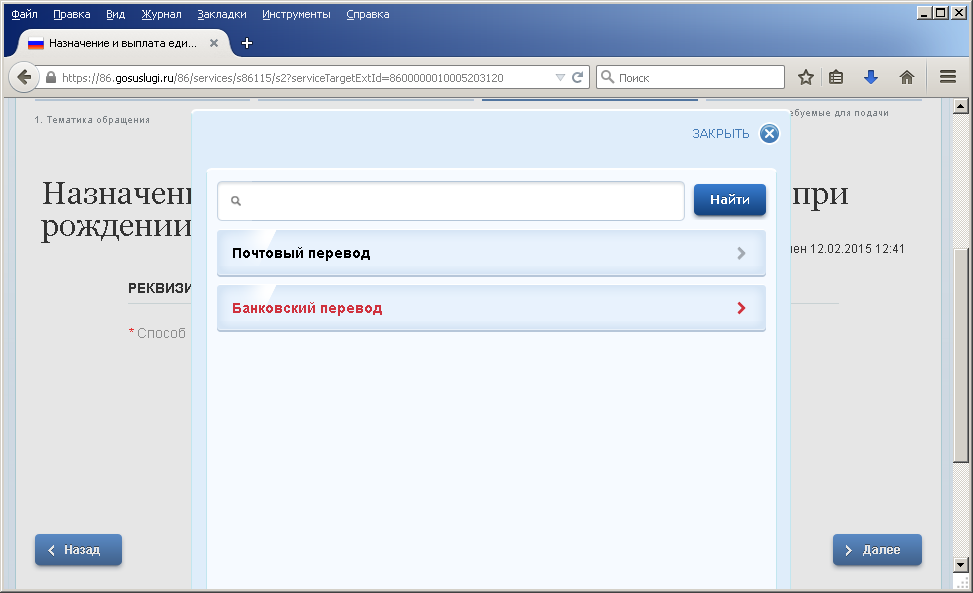 Файл Правка Вид Журнал Закладки Инструменты Справка
Назначение и выплата еди...
https://86.gosuslugi.ru/86/services/s86115/s2?serviceTargetExtId=8600000010005203120
Поиск
1. Тематика обращения
ебуемые для подачи
ЗАКРЫТЬ
Назначени
при
рождении
Найти
Почтовый перевод
ен 12.02.2015 12:41
РЕКВИЗИ
Банковский перевод
* Способ
Назад
Далее